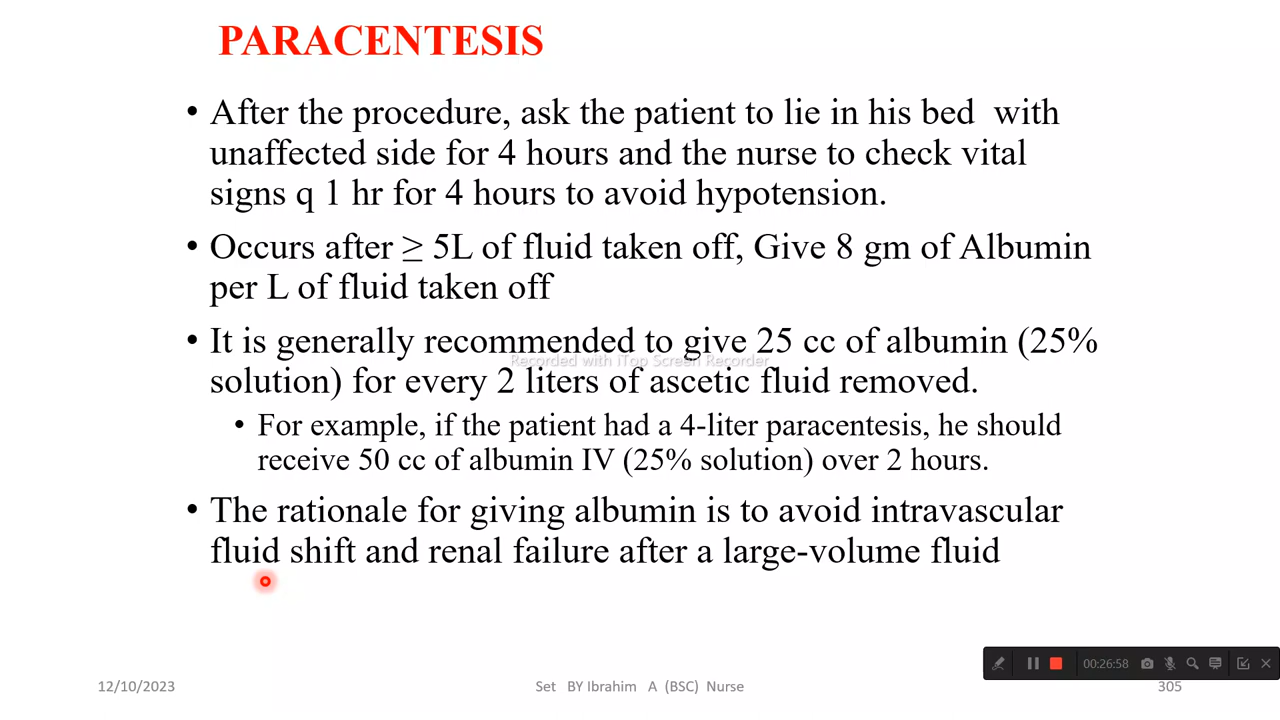 PARACENTESIS
• After the procedure, ask the patient to lie in his bed with
unaffected side for 4 hours and the nurse to check vital
signs q 1 hr for 4 hours to avoid hypotension.
• Occurs after ≥ 5L of fluid taken off, Give 8 gm of Albumin
per L of fluid taken off
• It is generally recommended to give 25 cc of albumin (25%
Recorded with iTop Screen Recorder
solution) for every 2 liters of ascetic fluid removed.
• For example, if the patient had a 4-liter paracentesis, he should
receive 50 cc of albumin IV (25% solution) over 2 hours.
• The rationale for giving albumin is to avoid intravascular
fluid shift and renal failure after a large-volume fluid
00:26:58
12/10/2023 Set BY Ibrahim A (BSC) Nurse 305